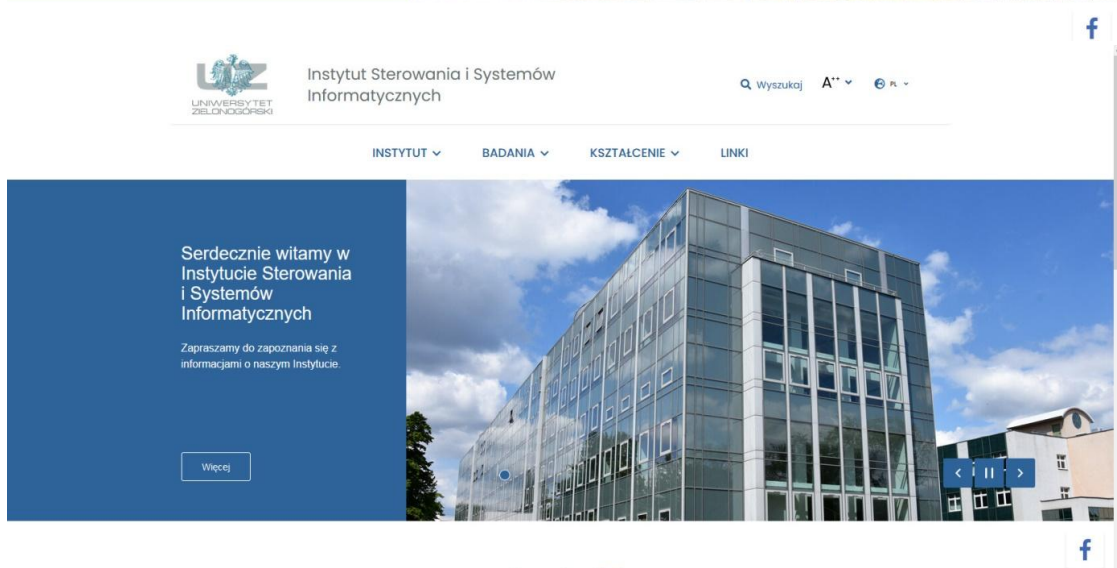 f
UZ
UNIWERSYTET
ZIELONOGÓRSKI
Instytut Sterowania i Systemów
Informatycznych
Wyszukaj A++ PL
INSTYTUT BADANIA KSZTAŁCENIE LINKI
Serdecznie witamy w
Instytucie Sterowania
i Systemów
Informatycznych
Zapraszamy do zapoznania się z
informacjami o naszym Instytucie.
Więcej
f